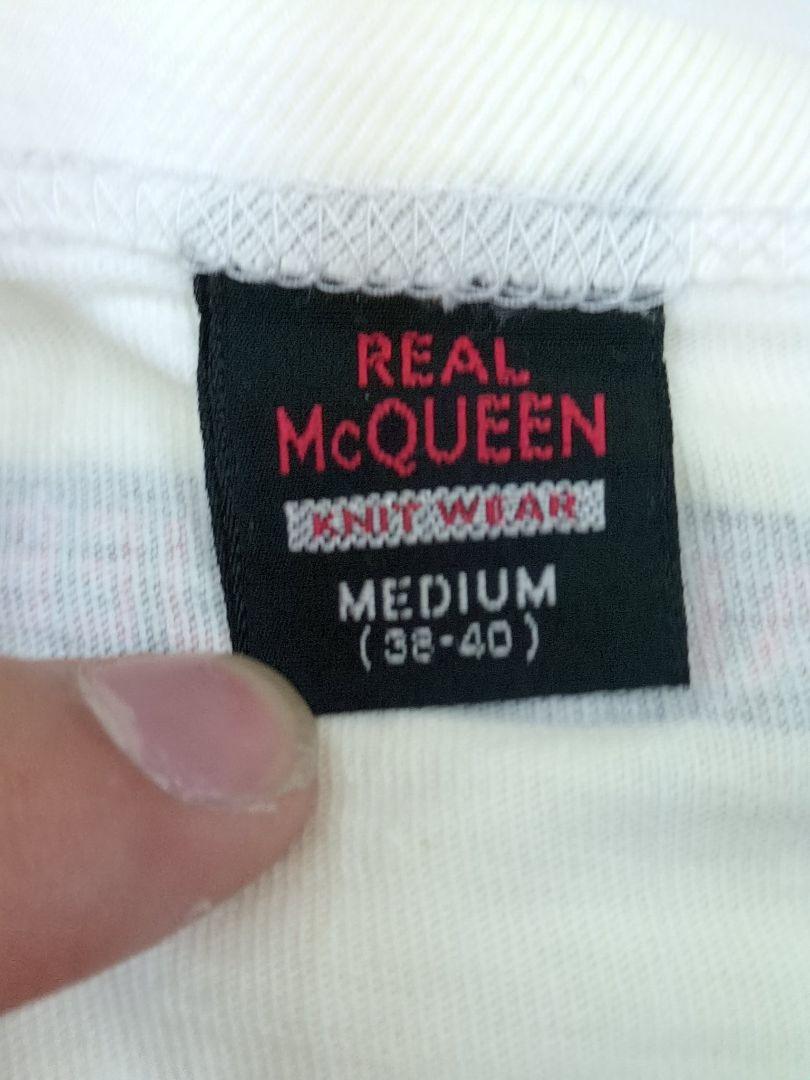 REAL
McQUEEN
KNIT WEAR
MEDIUM
(38-40)